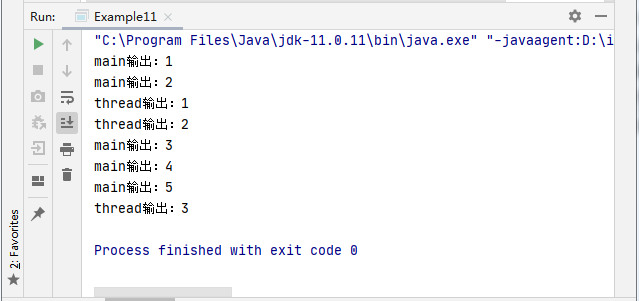 Run: Example11 ×
"C:\Program Files\Java\jdk-11.0.11\bin\java.exe" "-javaagent:D:\i
main输出：1
main输出：2
thread输出：1
thread输出：2
main输出：3
main输出：4
main输出：5
thread输出：3
Process finished with exit code 0
2: Favorites